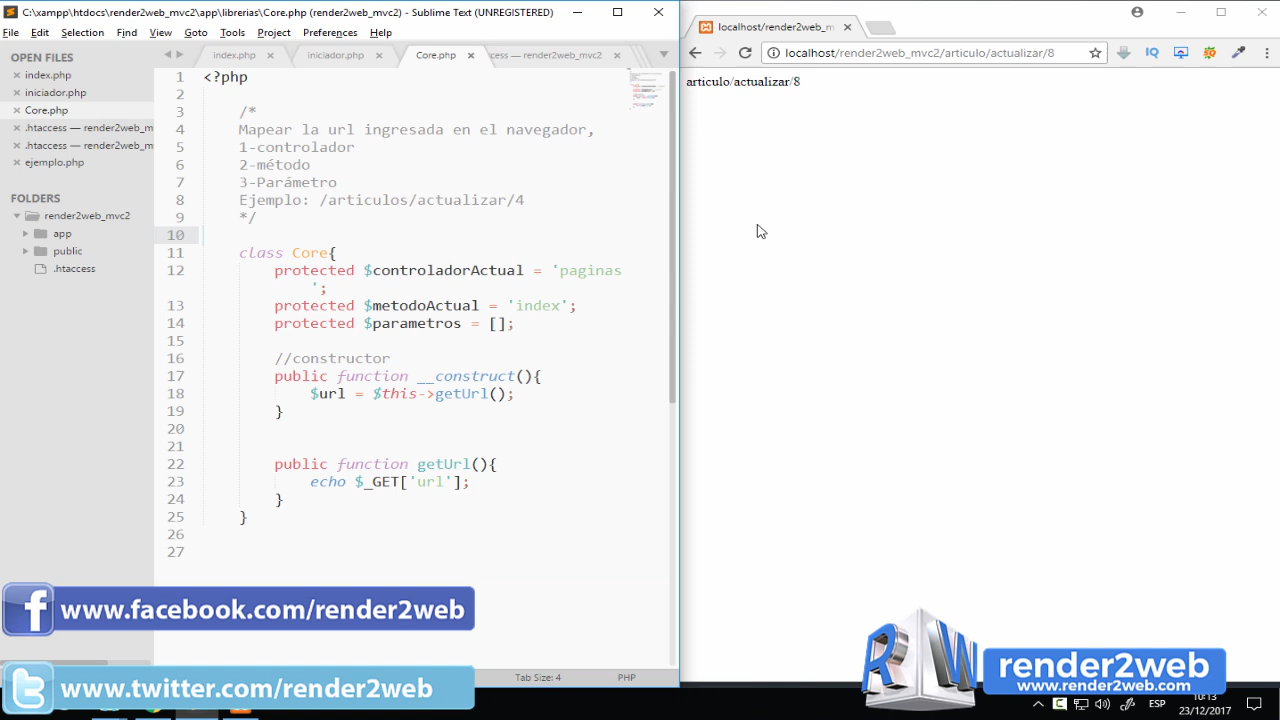 C:\xampp\htdocs\render2web_mvc2\app\librerias\Core.php (render2web_mvc2) - Sublime Text (UNREGISTERED)
File Edit Selection Find View Goto Tools Project Preferences Help
OPEN FILES
index.php
iniciador.php
Core.php
.htaccess — render2web_m
.htaccess — render2web_m
ejemplo.php
FOLDERS
render2web_mvc2
app
public
.htaccess
index.php iniciador.php Core.php cess — render2web_mvc2
1 <?php
2
3 /*
4 Mapear la url ingresada en el navegador,
5 1-controlador
6 2-método
7 3-Parámetro
8 Ejemplo: /articulos/actualizar/4
9 */
10
11 class Core{
12 protected $controladorActual = 'paginas
';
13 protected $metodoActual = 'index';
14 protected $parametros = [];
15
16 //constructor
17 public function __construct(){
18 $url = $this->getUrl();
19 }
20
21
22 public function getUrl(){
23 echo $_GET['url'];
24 }
25 }
26
27
Tab Size: 4 PHP
localhost/render2web_m
localhost/render2web_mvc2/articulo/actualizar/8
articulo/actualizar/8
www.facebook.com/render2web
www.twitter.com/render2web
RW
render2web
www.render2web.com
10:13
ESP
23/12/2017